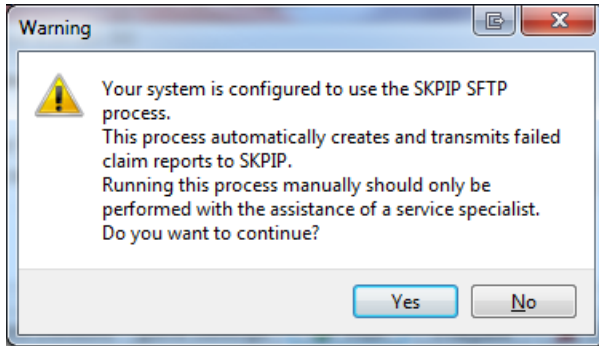 Warning
Your system is configured to use the SKPIP SFTP
process.
This process automatically creates and transmits failed
claim reports to SKPIP.
Running this process manually should only be
performed with the assistance of a service specialist.
Do you want to continue?
Yes
No